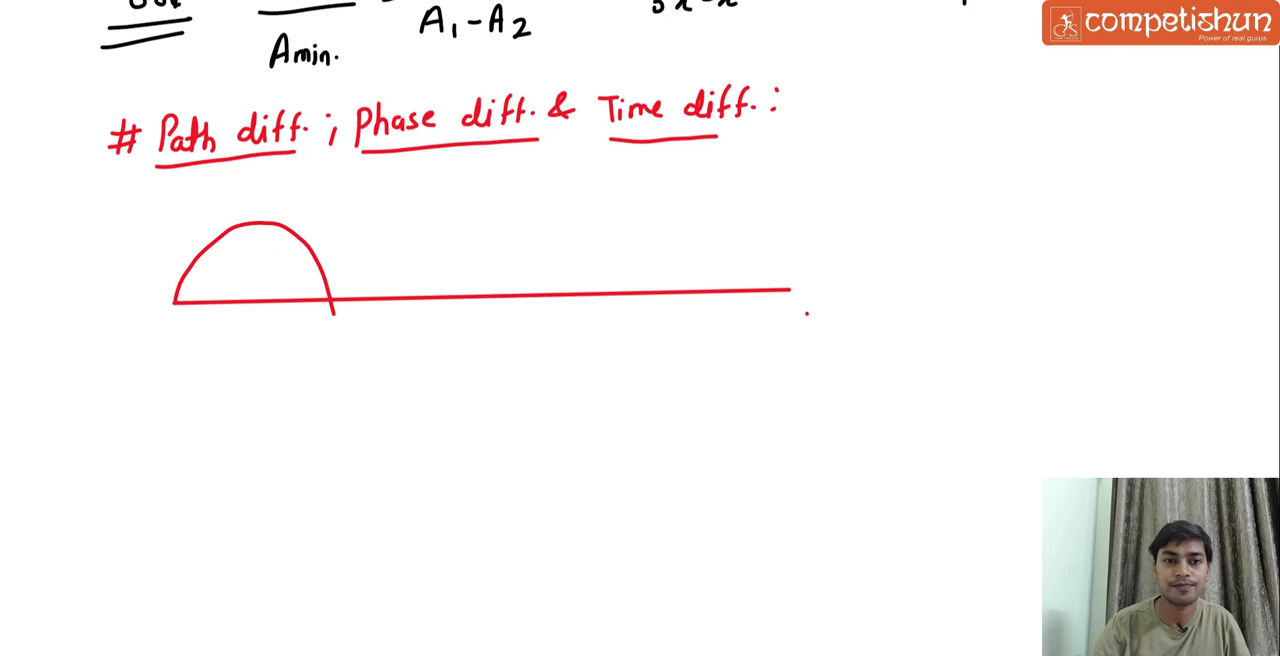 A₁-A₂
Amin.
# Path diff. ; Phase diff. & Time diff. :
competishun
Power of real gurus